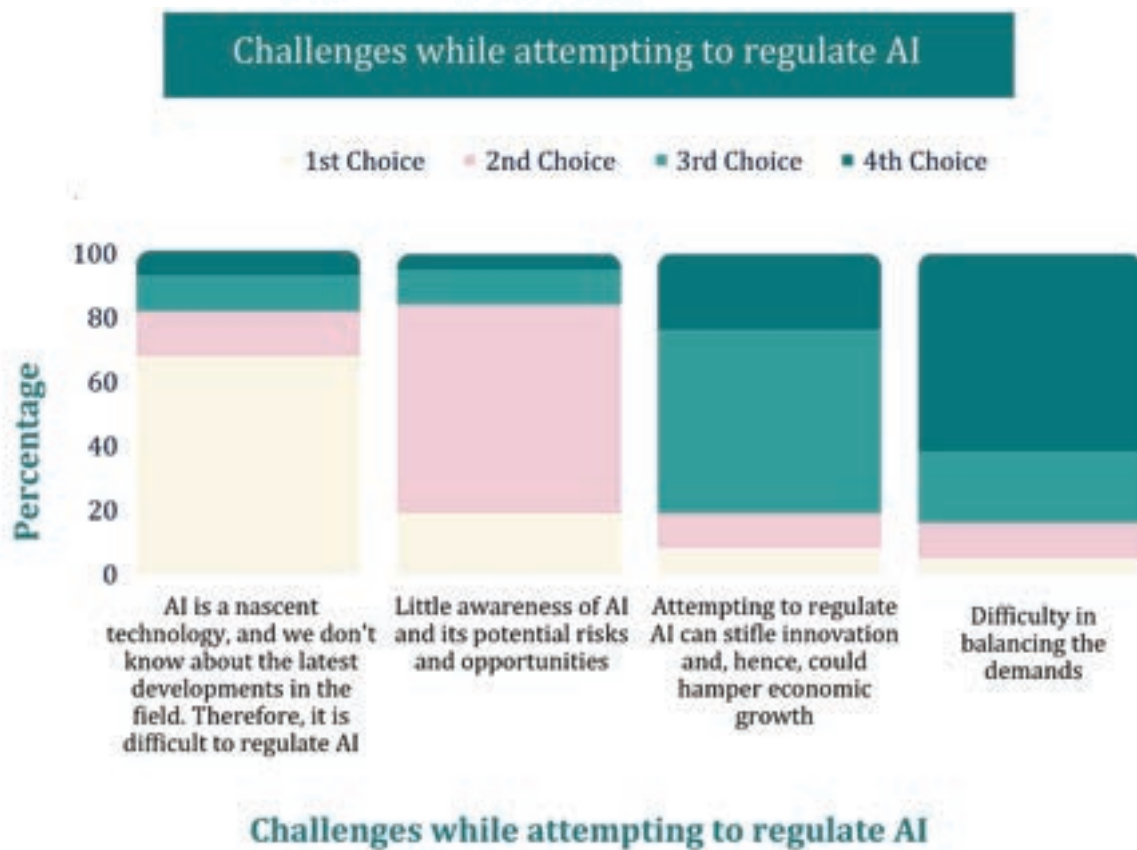 Challenges while attempting to regulate AI
1st Choice 2nd Choice 3rd Choice 4th Choice
100
80
60
40
20
0
Percentage
AI is a nascent
technology, and we don't
know about the latest
developments in the
field. Therefore, it is
difficult to regulate AI
Little awareness of AI
and its potential risks
and opportunities
Attempting to regulate
AI can stifle innovation
and, hence, could
hamper economic
growth
Difficulty in
balancing the
demands
Challenges while attempting to regulate AI